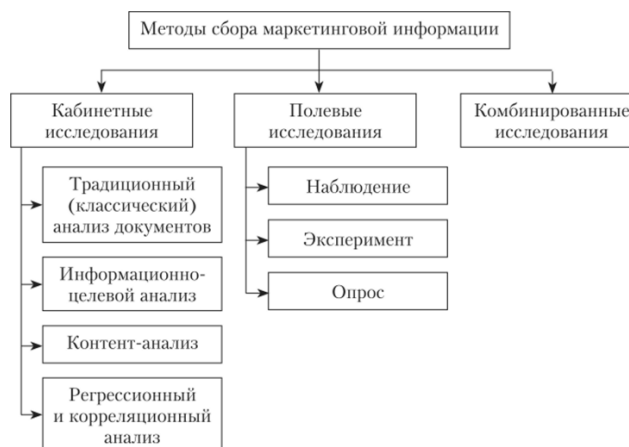 Методы сбора маркетинговой информации
Кабинетные
исследования
Полевые
исследования
Комбинированные
исследования
Традиционный
(классический)
анализ документов
Информационно-
целевой анализ
Контент-анализ
Регрессионный
и корреляционный
анализ
Наблюдение
Эксперимент
Опрос